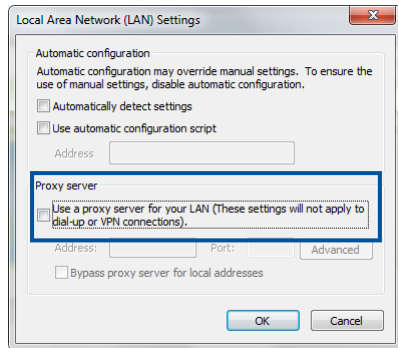 Local Area Network (LAN) Settings
Automatic configuration
Automatic configuration may override manual settings. To ensure the
use of manual settings, disable automatic configuration.
Automatically detect settings
Use automatic configuration script
Address
Proxy server
Use a proxy server for your LAN (These settings will not apply to
dial-up or VPN connections).
Address:
Port:
Advanced
Bypass proxy server for local addresses
OK
Cancel